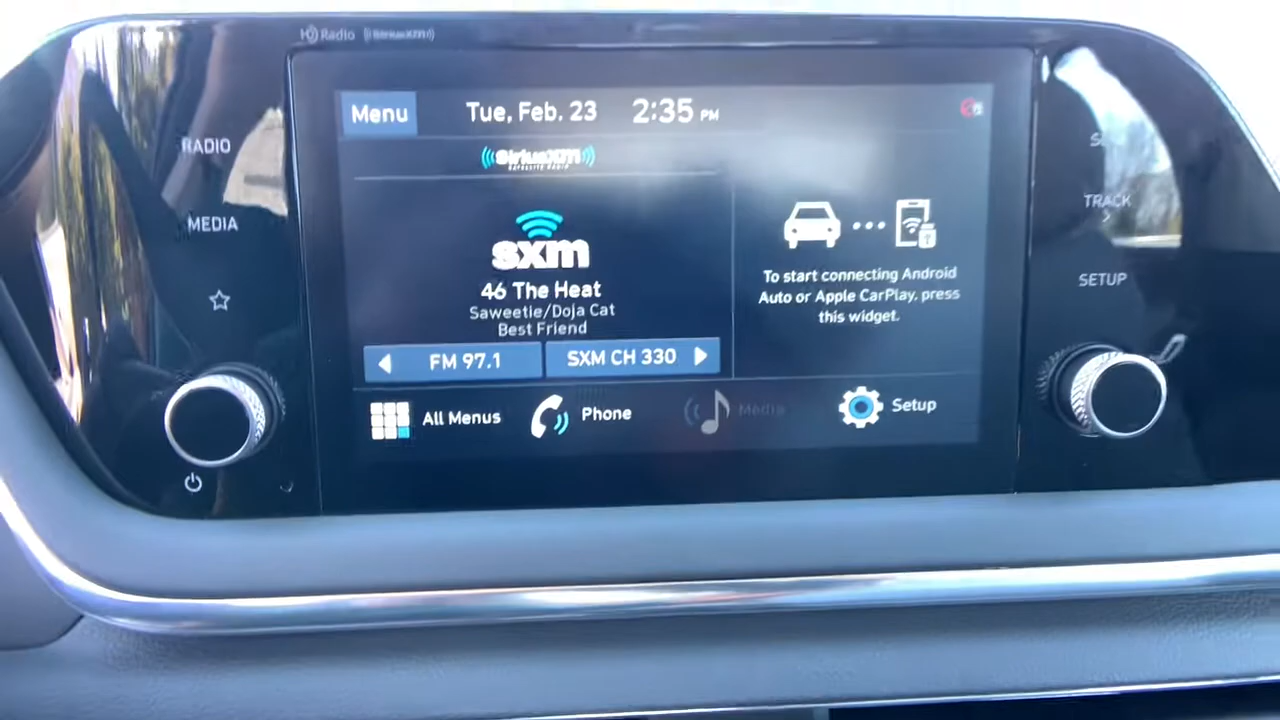 HD Radio
((SiriusXM))
Menu
Tue, Feb. 23
2:35 PM
SiriusXM
SATELLITE RADIO
RADIO
MEDIA
sxm
46 The Heat
Saweetie/Doja Cat
Best Friend
FM 97.1
SXM CH 330
To start connecting Android
Auto or Apple CarPlay, press
this widget.
All Menus
Phone
Media
Setup
TRACK
SETUP